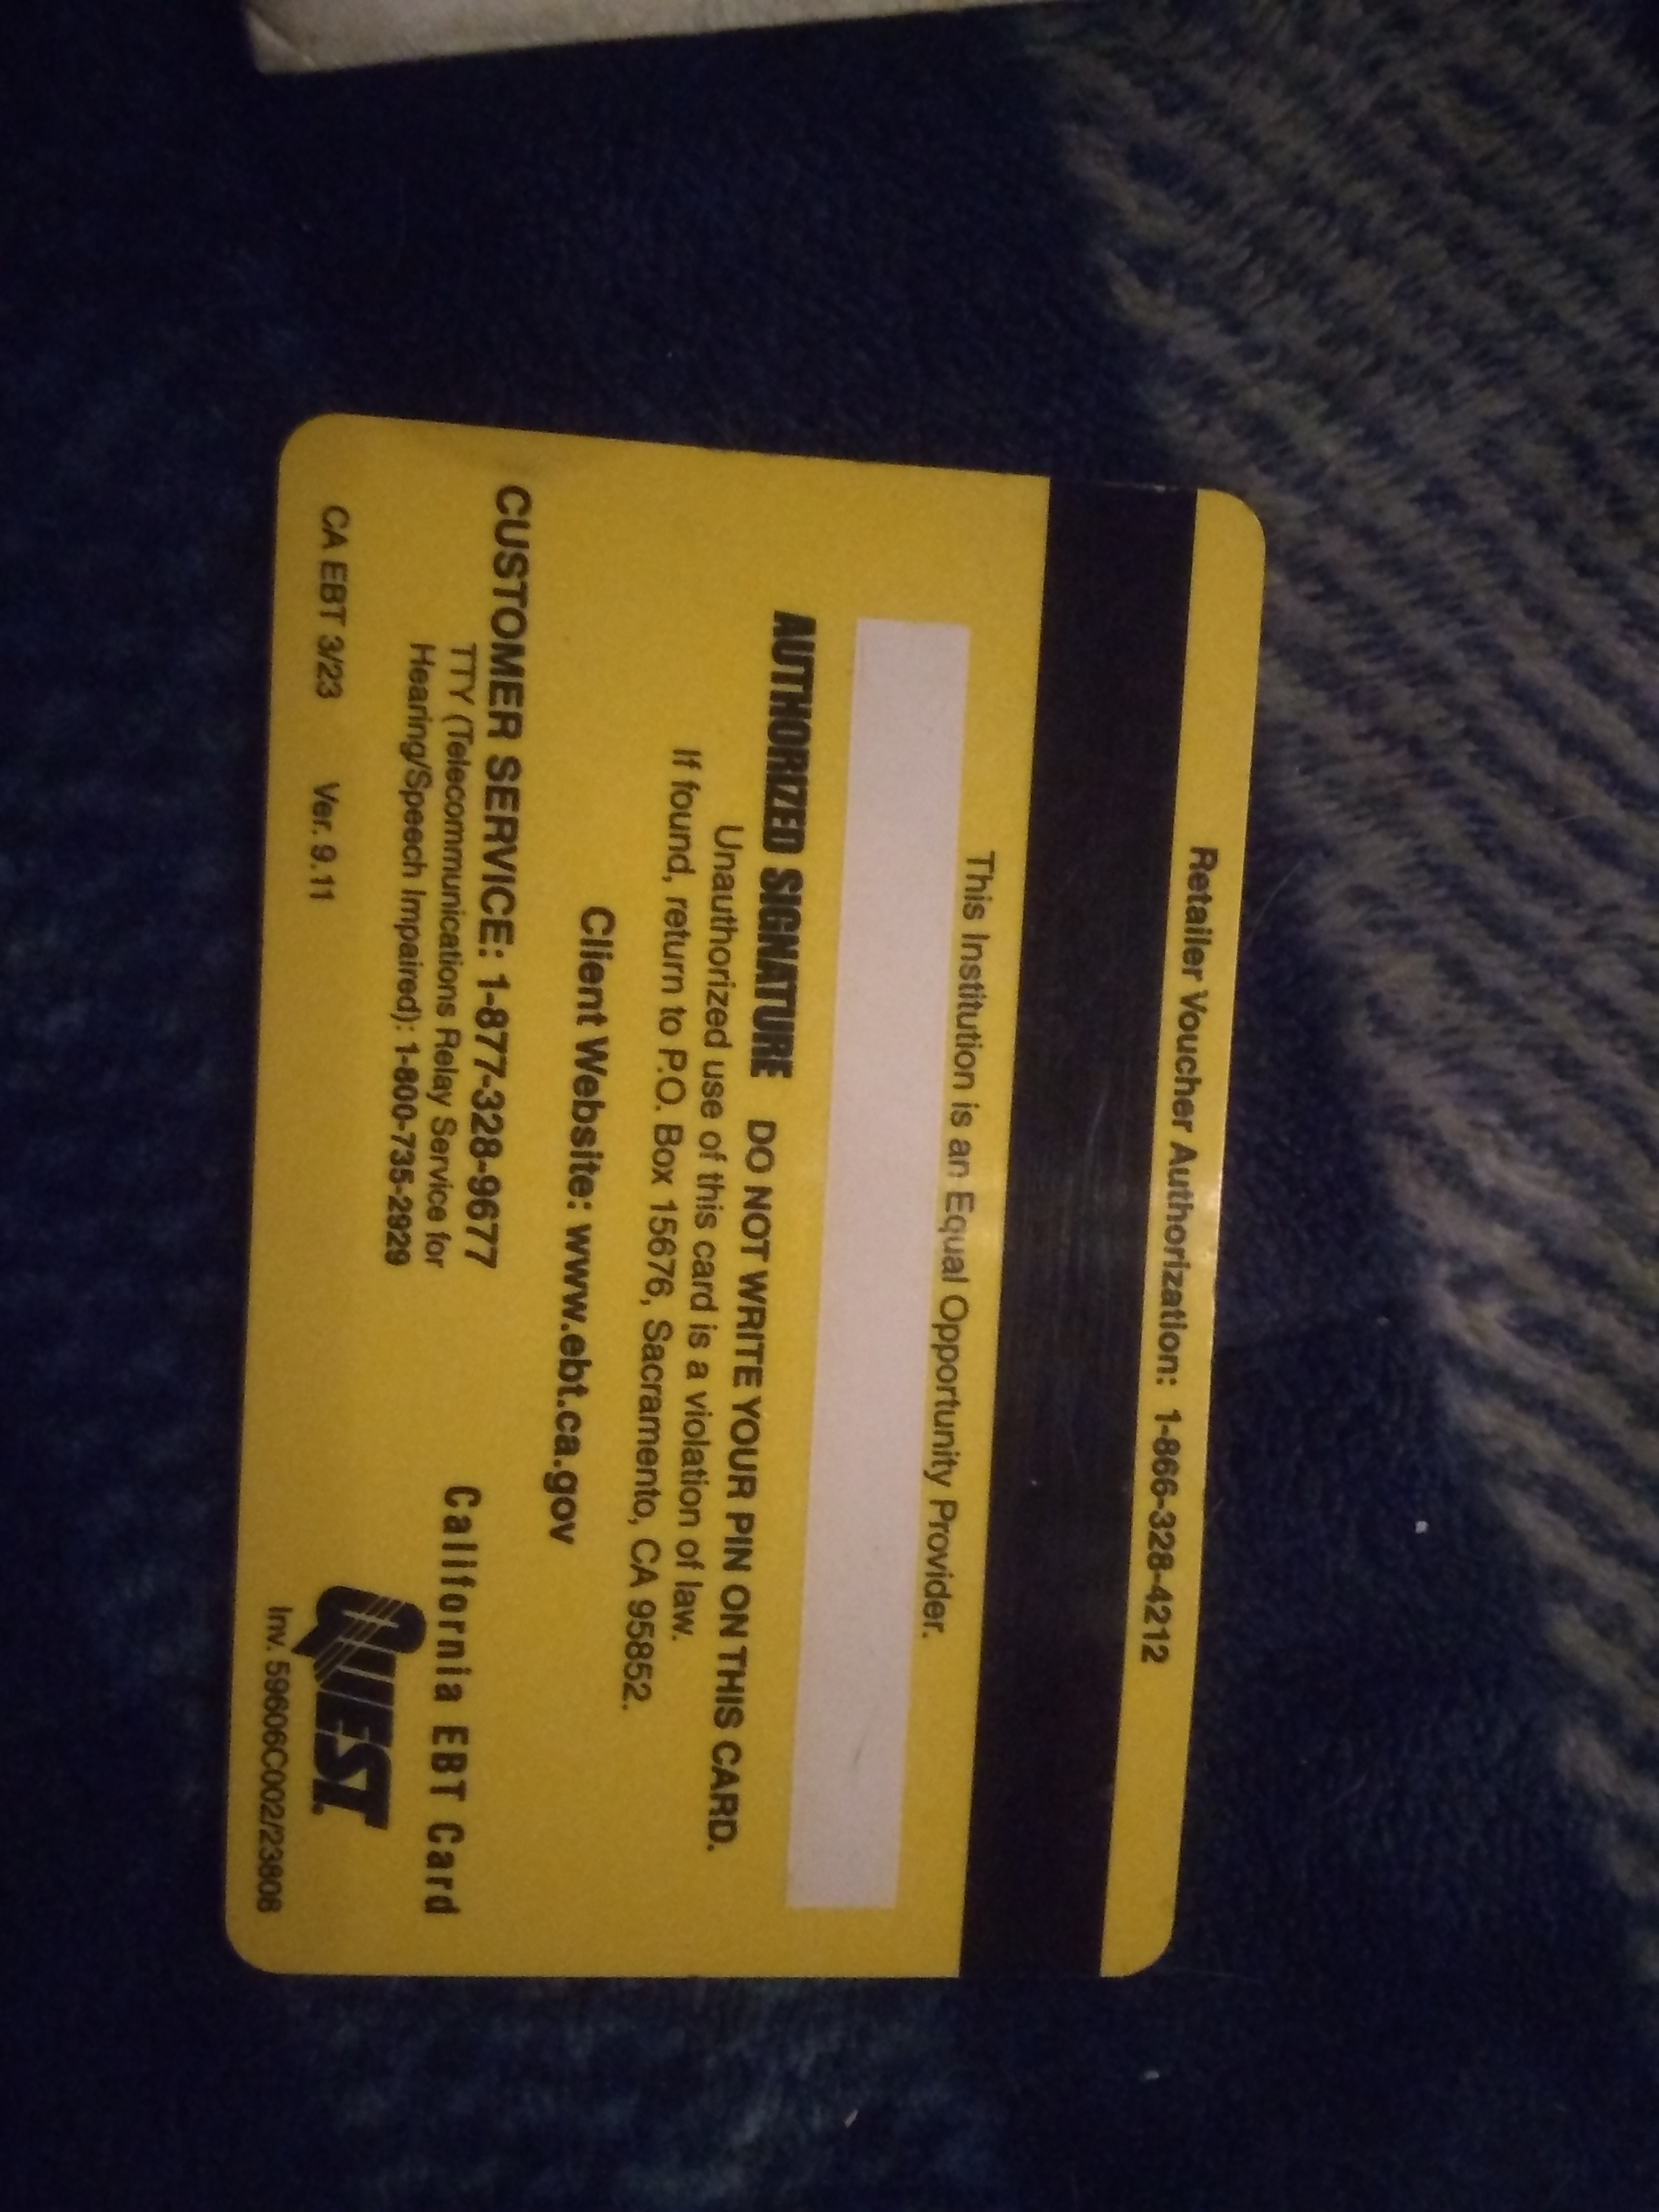 Retailer Voucher Authorization: 1-866-328-4212
This Institution is an Equal Opportunity Provider.
AUTHORIZED SIGNATURE DO NOT WRITE YOUR PIN ON THIS CARD.
Unauthorized use of this card is a violation of law.
If found, return to P.O. Box 15676, Sacramento, CA 95852.
Client Website: www.ebt.ca.gov
CUSTOMER SERVICE: 1-877-328-9677
TTY (Telecommunications Relay Service for
Hearing/Speech Impaired): 1-800-735-2929
California EBT Card
QUEST
CA EBT 3/23 Ver. 9.11
Inv. 59606C002/23808